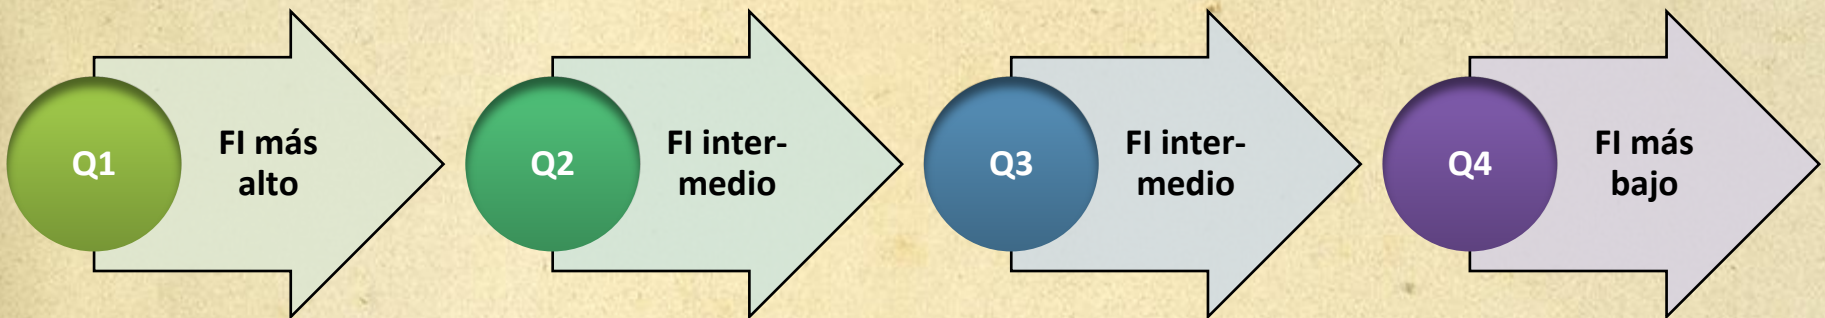 Q1
FI más
alto
Q2
FI inter-
medio
Q3
FI inter-
medio
Q4
FI más
bajo